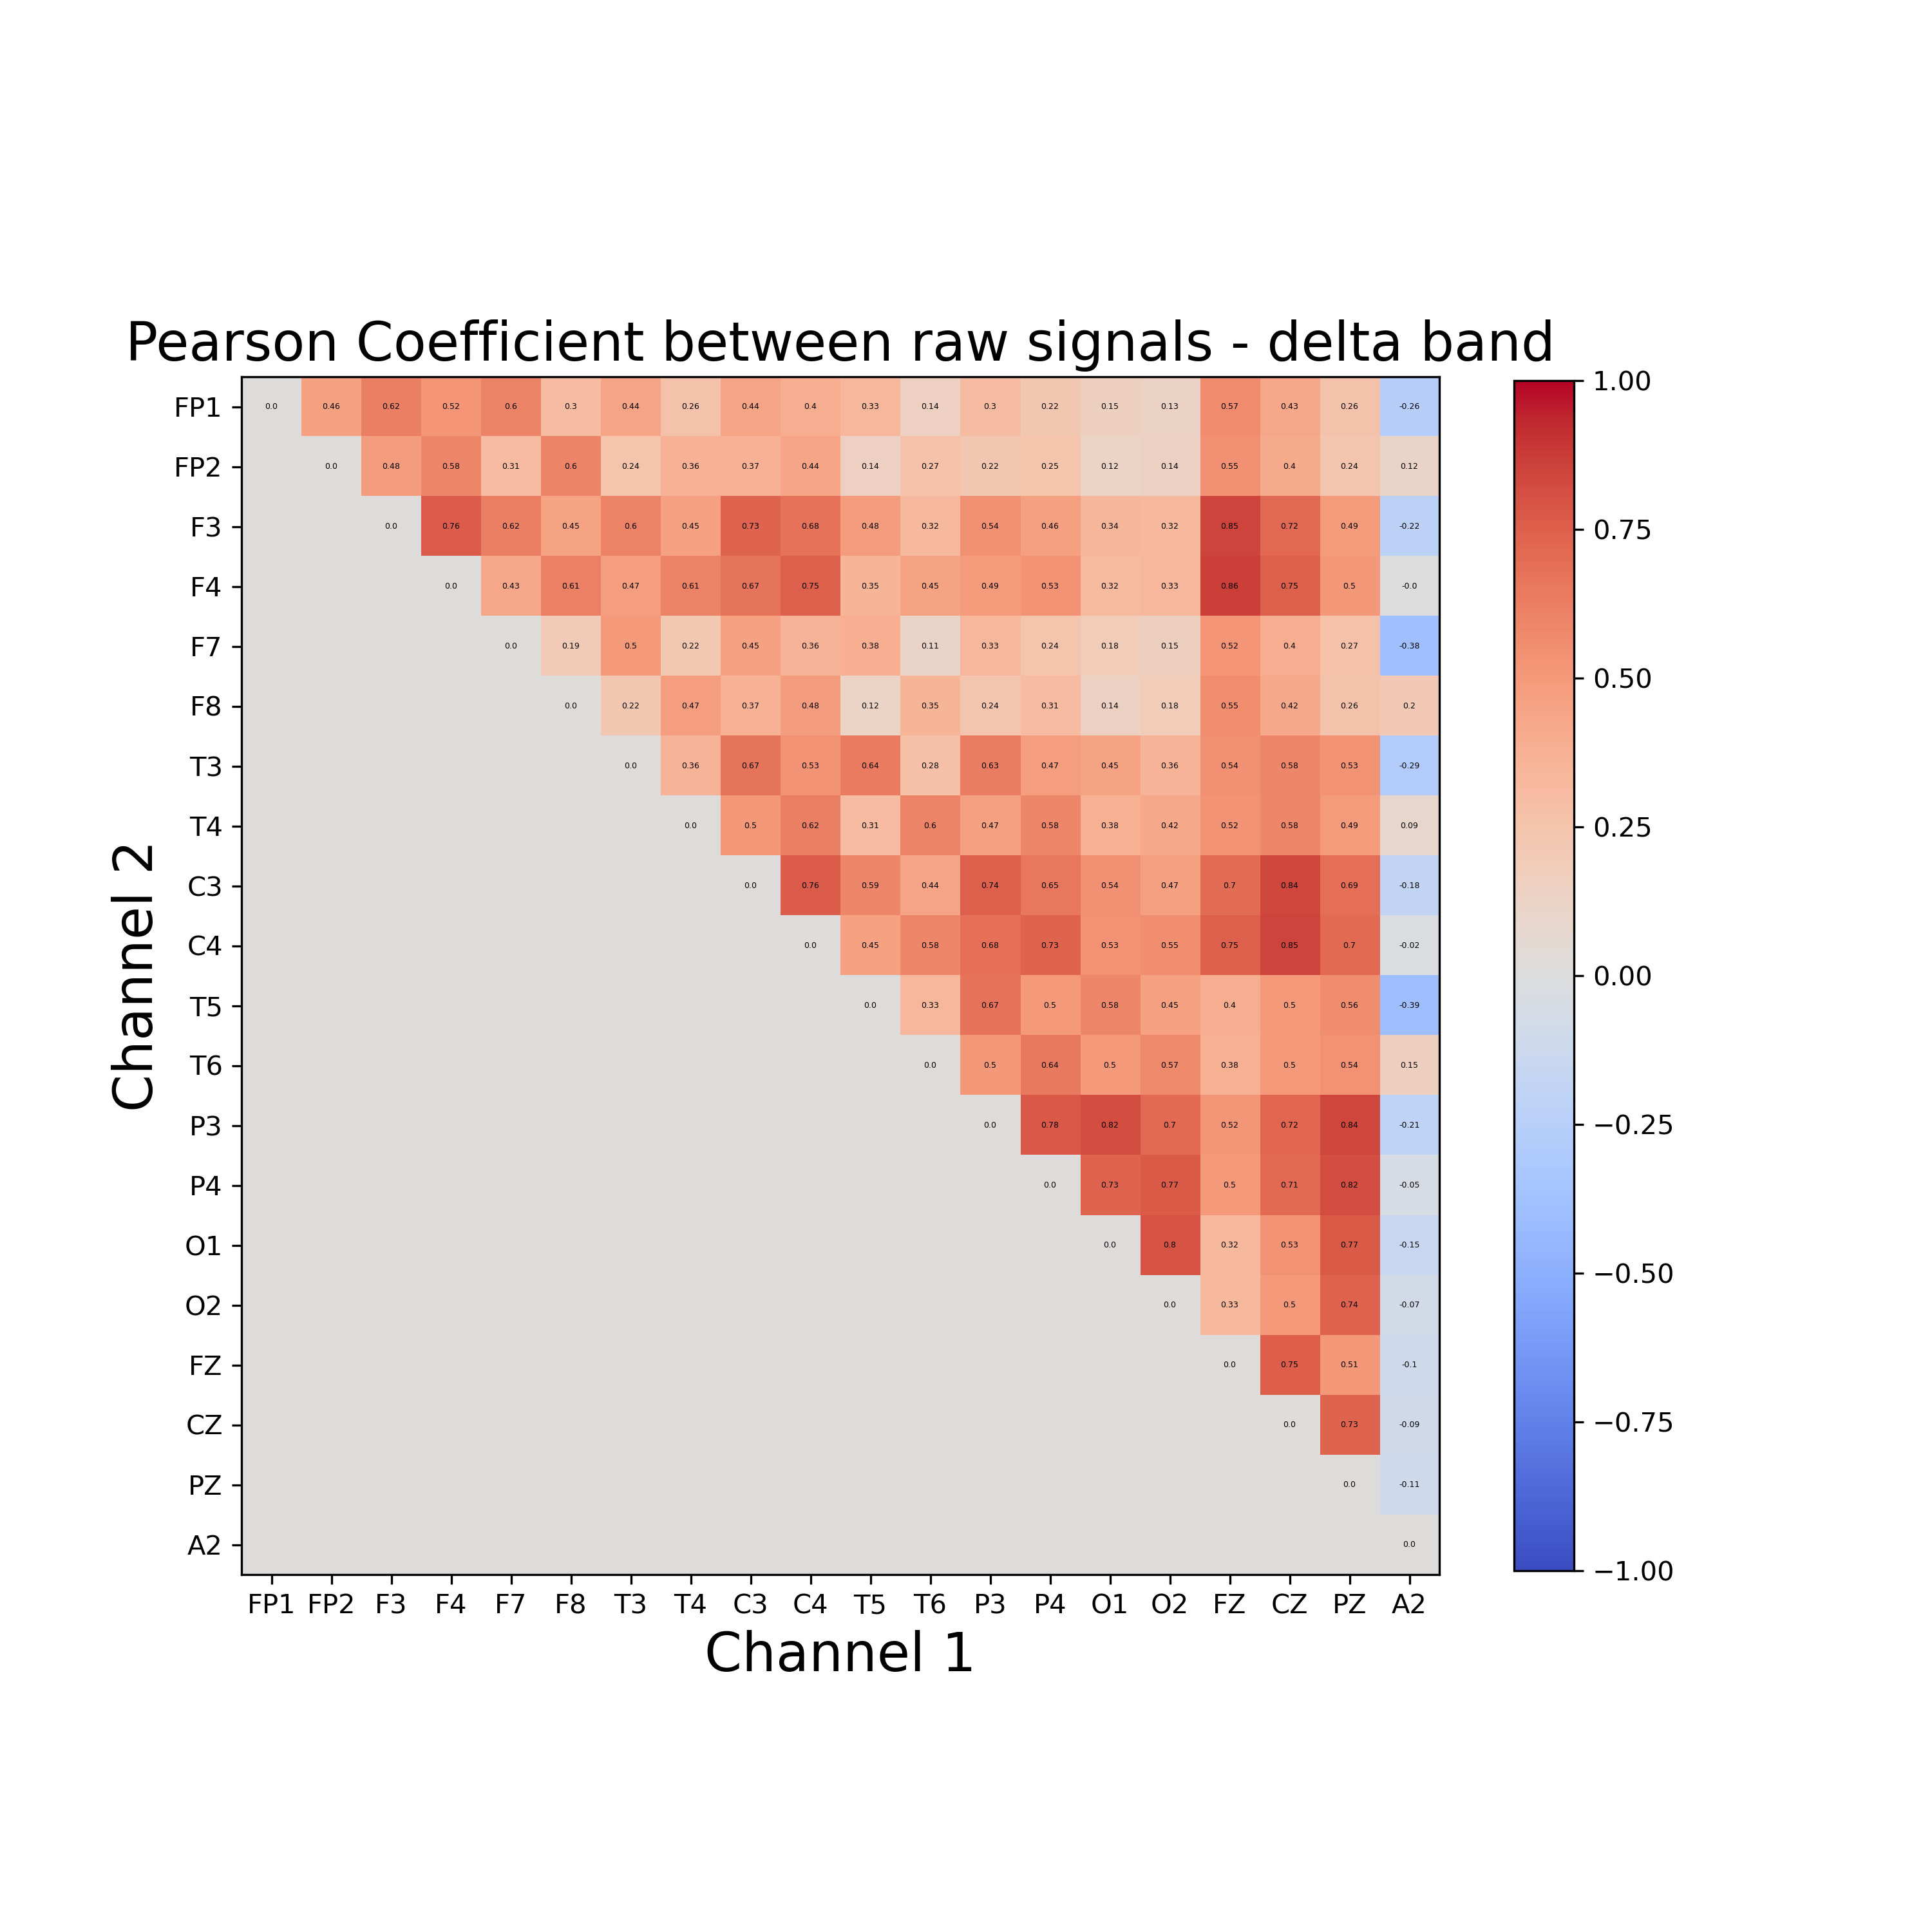 Pearson Coefficient between raw signals - delta band
FP1 0.0 0.46 0.62 0.52 0.6 0.3 0.44 0.26 0.44 0.4 0.33 0.14 0.3 0.22 0.15 0.13 0.57 0.43 0.26 -0.26
FP2 0.0 0.48 0.58 0.31 0.6 0.24 0.36 0.37 0.44 0.14 0.27 0.22 0.25 0.12 0.14 0.55 0.4 0.24 0.12
F3 0.0 0.76 0.62 0.45 0.6 0.45 0.73 0.68 0.48 0.32 0.54 0.46 0.34 0.32 0.85 0.72 0.49 -0.22
F4 0.0 0.43 0.61 0.47 0.61 0.67 0.75 0.35 0.45 0.49 0.53 0.32 0.33 0.86 0.75 0.5 -0.0
F7 0.0 0.19 0.5 0.22 0.45 0.36 0.38 0.11 0.33 0.24 0.18 0.15 0.52 0.4 0.27 -0.38
F8 0.0 0.22 0.47 0.37 0.48 0.12 0.35 0.24 0.31 0.14 0.18 0.55 0.42 0.26 0.2
T3 0.0 0.36 0.67 0.53 0.64 0.28 0.63 0.47 0.45 0.36 0.54 0.58 0.53 -0.29
T4 0.0 0.5 0.62 0.31 0.6 0.47 0.58 0.38 0.42 0.52 0.58 0.49 0.09
C3 0.0 0.76 0.59 0.44 0.74 0.65 0.54 0.47 0.7 0.84 0.69 -0.18
C4 0.0 0.45 0.58 0.68 0.73 0.53 0.55 0.75 0.85 0.7 -0.02
T5 0.0 0.33 0.67 0.5 0.58 0.45 0.4 0.5 0.56 -0.39
T6 0.0 0.5 0.64 0.5 0.57 0.38 0.5 0.54 0.15
P3 0.0 0.78 0.82 0.7 0.52 0.72 0.84 -0.21
P4 0.0 0.73 0.77 0.5 0.71 0.82 -0.05
O1 0.0 0.8 0.32 0.53 0.77 -0.15
O2 0.0 0.33 0.5 0.74 -0.07
FZ 0.0 0.75 0.51 -0.1
CZ 0.0 0.73 -0.09
PZ 0.0 -0.11
A2 0.0
FP1 FP2 F3 F4 F7 F8 T3 T4 C3 C4 T5 T6 P3 P4 O1 O2 FZ CZ PZ A2
Channel 1
Channel 2
1.00
0.75
0.50
0.25
0.00
−0.25
−0.50
−0.75
−1.00